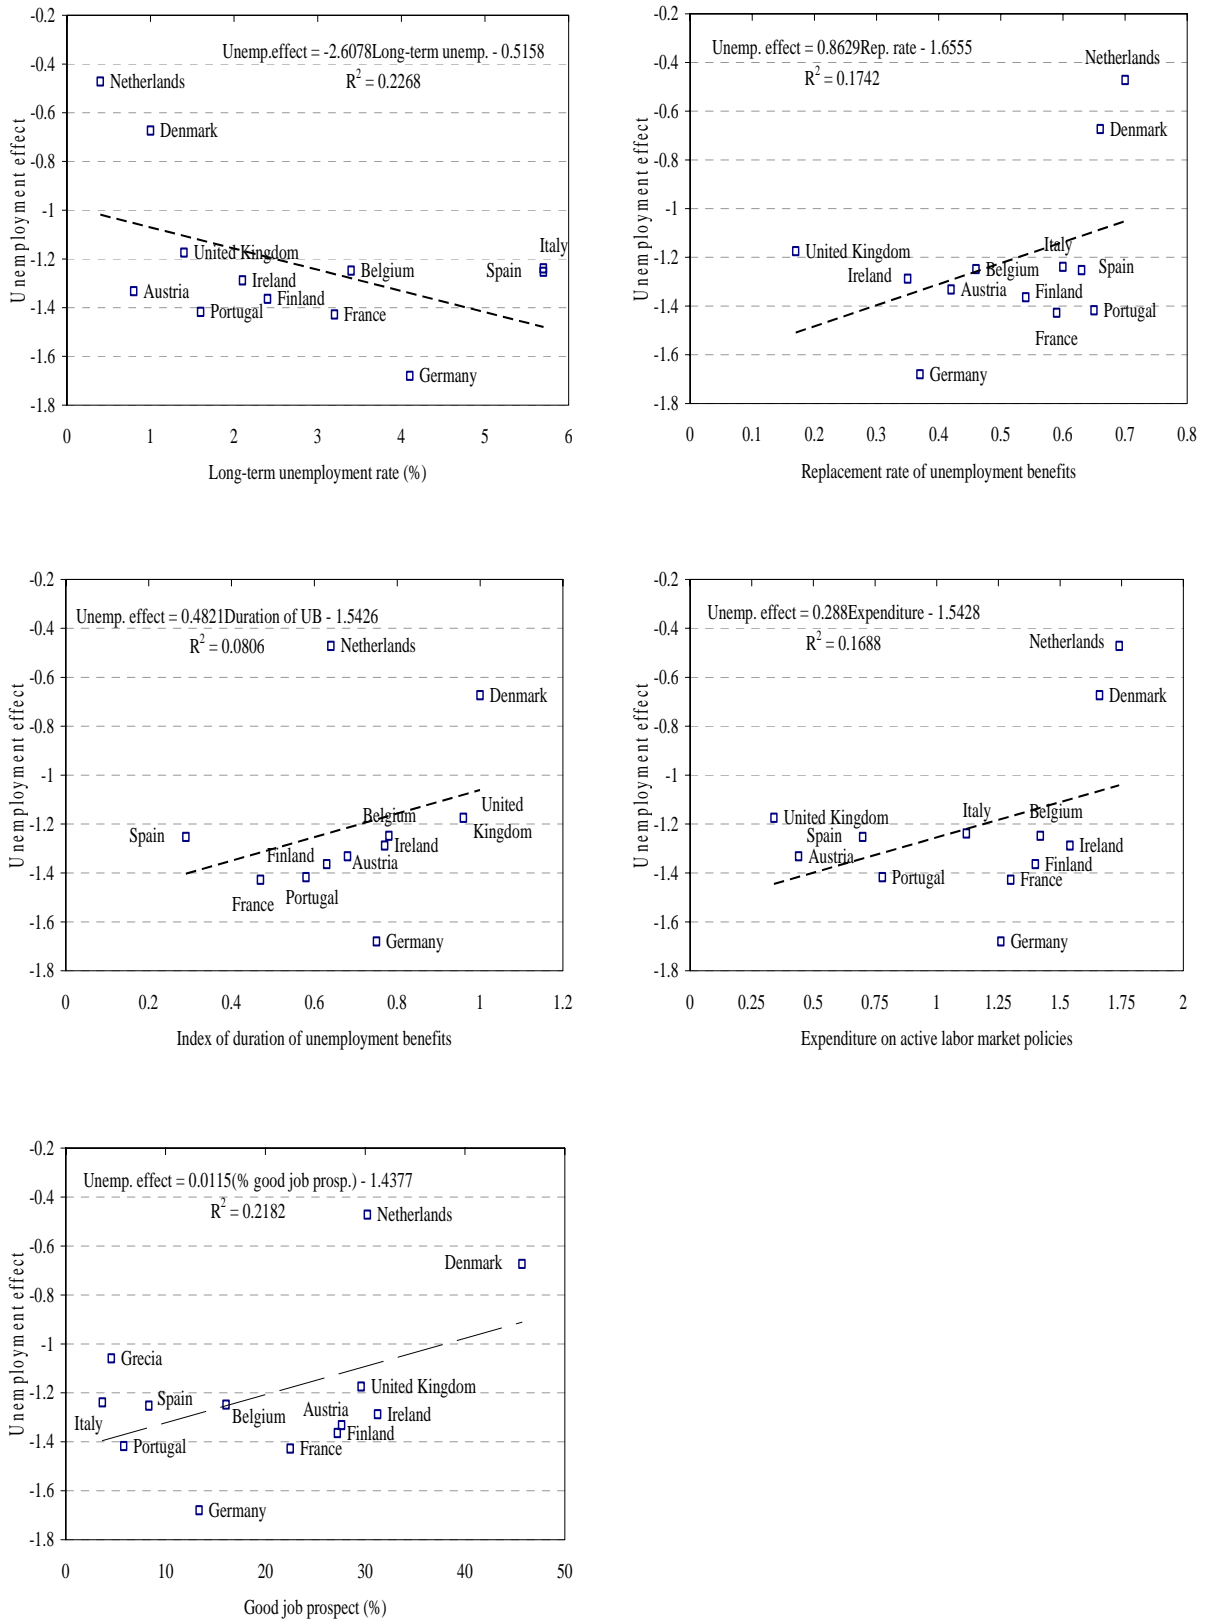 -0.2
Unemp.effect = -2.6078Long-term unemp. - 0.5158
R² = 0.2268
-0.4
Netherlands
-0.6
Denmark
-0.8
-1
United Kingdom
Italy
-1.2
Ireland
Belgium
Spain
Austria
Finland
-1.4
Portugal
France
-1.6
Germany
-1.8
0 1 2 3 4 5 6
Long-term unemployment rate (%)
Unemployment effect
-0.2
Unemp. effect = 0.8629Rep. rate - 1.6555
R² = 0.1742
Netherlands
-0.4
-0.6
Denmark
-0.8
-1
United Kingdom
Italy
-1.2
Ireland
Belgium
Spain
Austria
Finland
-1.4
Portugal
France
-1.6
Germany
-1.8
0 0.2 0.3 0.4 0.5 0.6 0.7 0.8
Replacement rate of unemployment benefits
Unemployment effect
-0.2
Unemp. effect = 0.4821Duration of UB - 1.5426
R² = 0.0806
-0.4
Netherlands
-0.6
Denmark
-0.8
-1
United
Kingdom
Belgium
-1.2
Spain
Ireland
Finland
Austria
-1.4
France
Portugal
-1.6
Germany
-1.8
0 0.2 0.4 0.6 0.8 1 1.2
Index of duration of unemployment benefits
Unemployment effect
-0.2
Unemp. effect = 0.288Expenditure - 1.5428
R² = 0.1688
-0.4
Netherlands
-0.6
Denmark
-0.8
-1
United Kingdom
Italy
Belgium
-1.2
Spain
Ireland
Austria
Finland
-1.4
Portugal
France
-1.6
Germany
-1.8
0 0.25 0.5 0.75 1 1.25 1.5 1.75 2
Expenditure on active labor market policies
Unemployment effect
-0.2
Unemp. effect = 0.0115(% good job prosp.) - 1.4377
R² = 0.2182
-0.4
Netherlands
-0.6
Denmark
-0.8
-1
Grecia
United Kingdom
-1.2
Spain
Italy
Belgium
Austria
Ireland
Finland
-1.4
Portugal
France
-1.6
Germany
-1.8
0 10 20 30 40 50
Good job prospect (%)
Unemployment effect